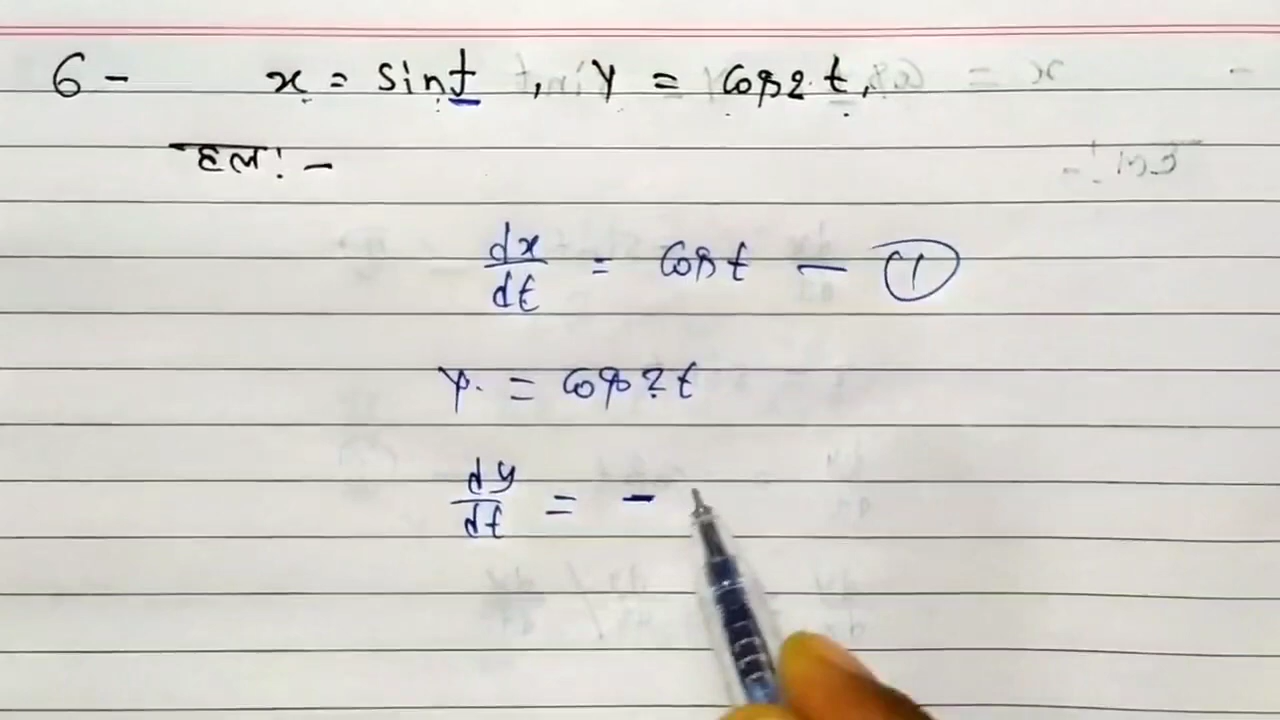 6 - x = sint, y = cos2t,
हल: -
dx/dt = cost — ①
y = cos2t
dy/dt = -